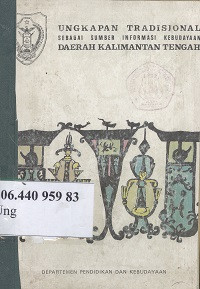 UNGKAPAN TRADISIONAL
SEBAGAI SUMBER INFORMASI KEBUDAYAAN
DAERAH KALIMANTAN TENGAH
06.440 959 83
Ung
DEPARTEMEN PENDIDIKAN DAN KEBUDAYAAN